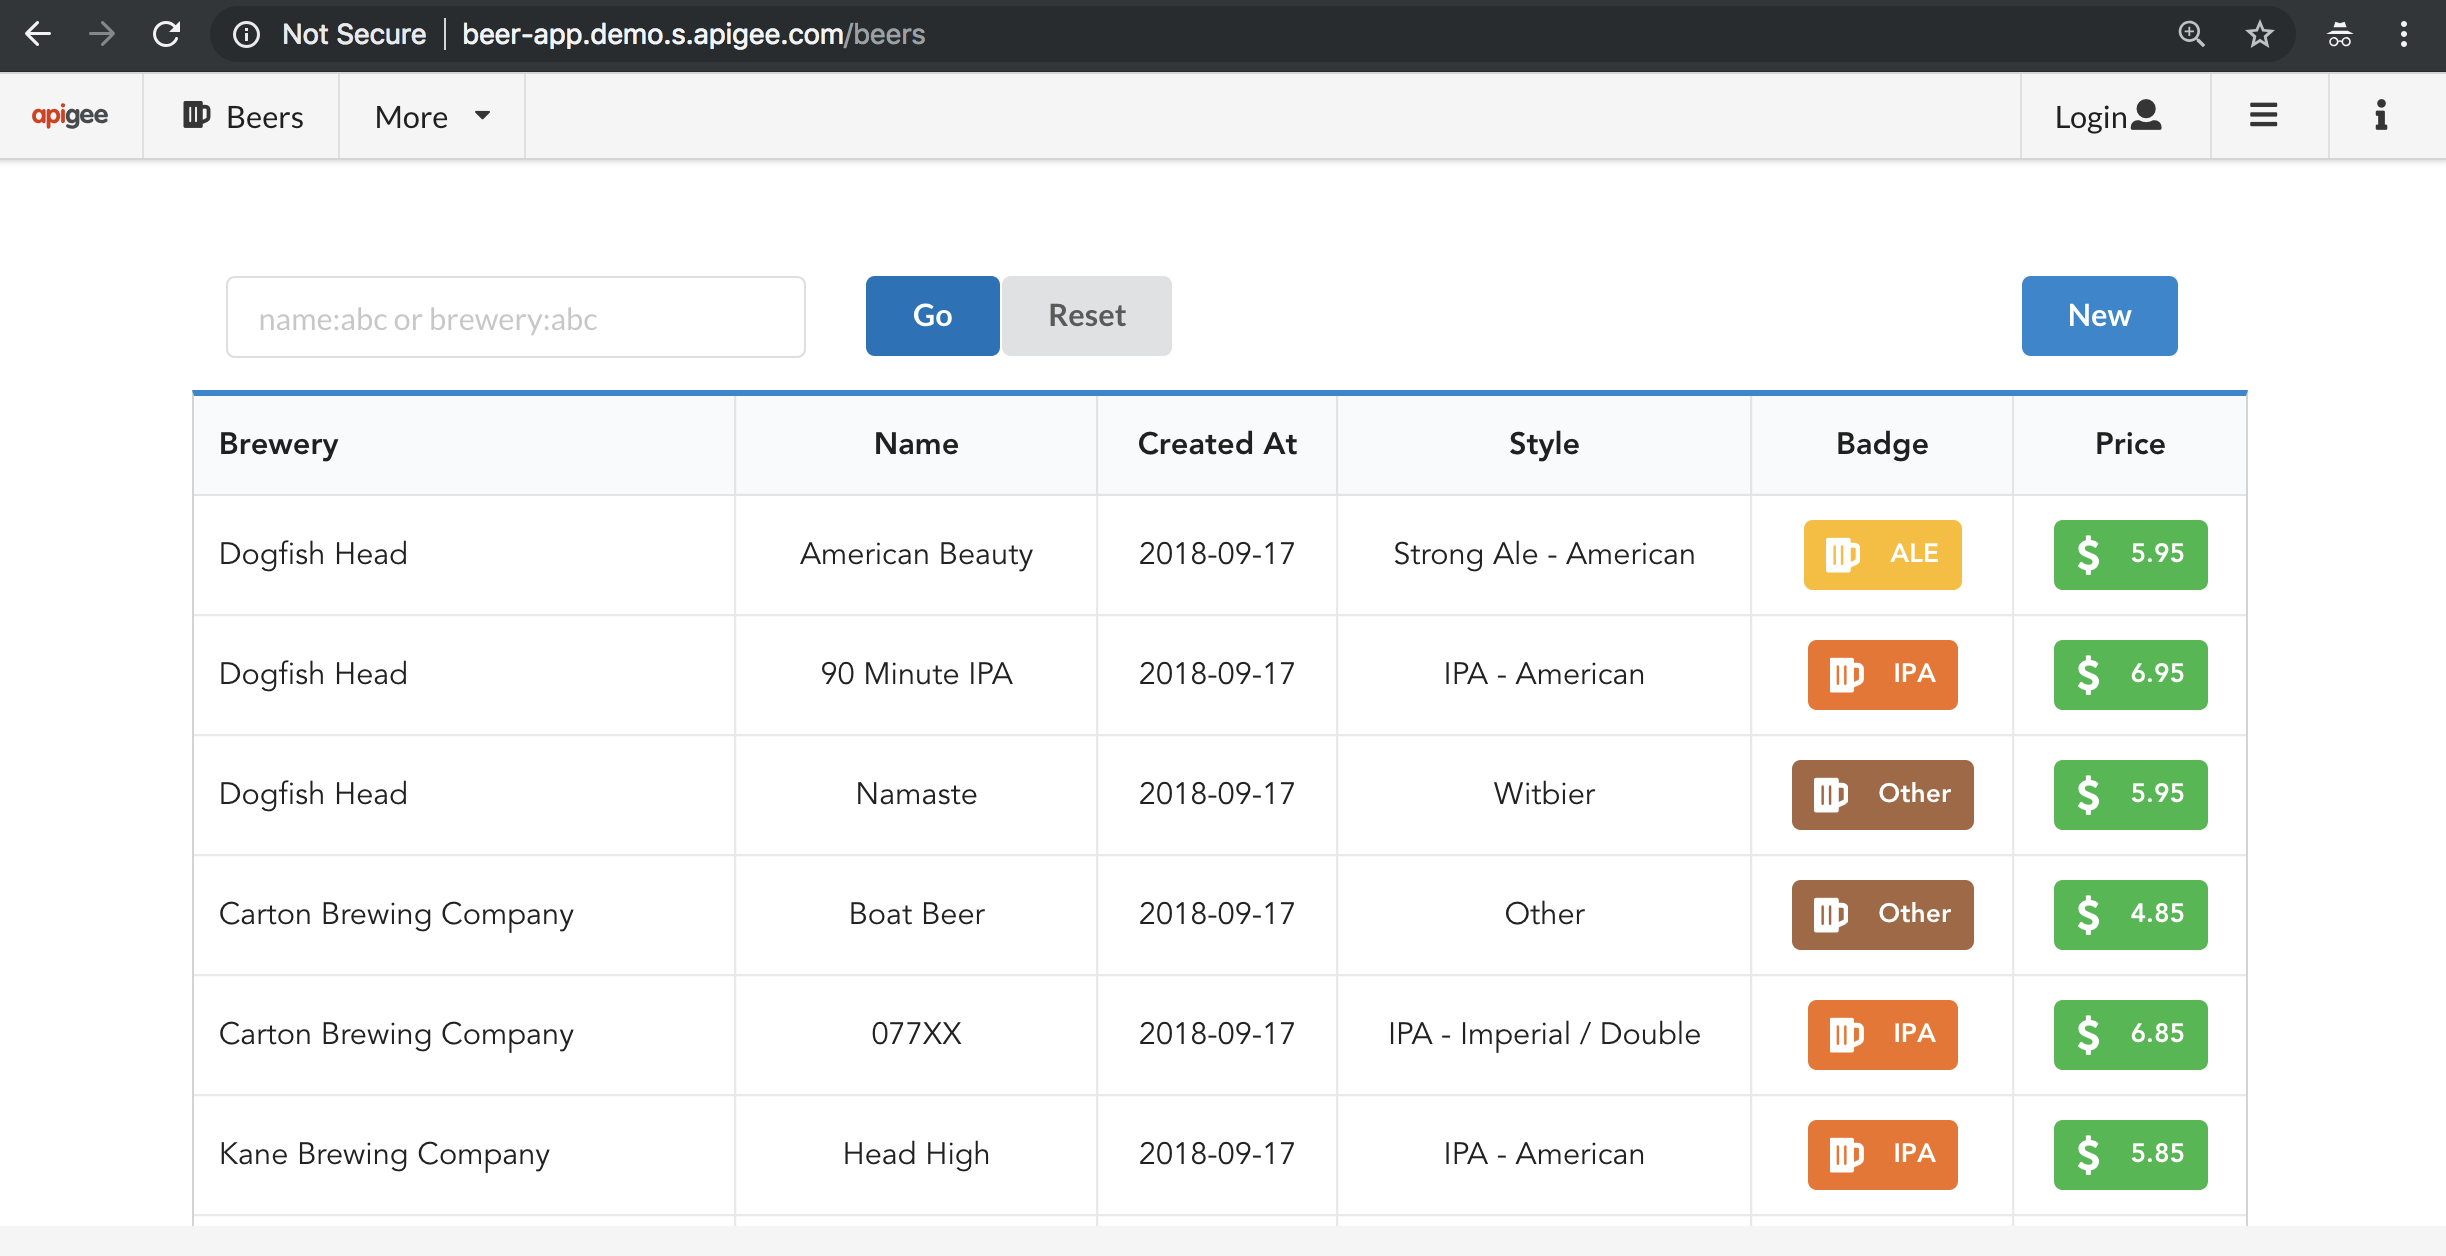 Not Secure | beer-app.demo.s.apigee.com/beers
apigee Beers More Login
name:abc or brewery:abc Go Reset New
Brewery Name Created At Style Badge Price
Dogfish Head American Beauty 2018-09-17 Strong Ale - American ALE $ 5.95
Dogfish Head 90 Minute IPA 2018-09-17 IPA - American IPA $ 6.95
Dogfish Head Namaste 2018-09-17 Witbier Other $ 5.95
Carton Brewing Company Boat Beer 2018-09-17 Other Other $ 4.85
Carton Brewing Company 077XX 2018-09-17 IPA - Imperial / Double IPA $ 6.85
Kane Brewing Company Head High 2018-09-17 IPA - American IPA $ 5.85